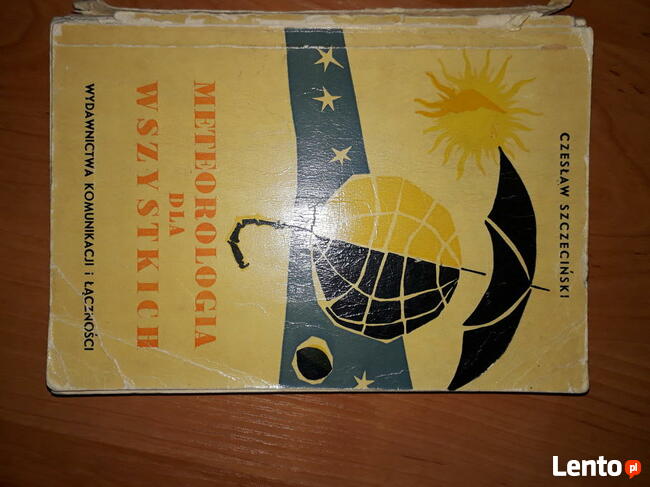 CZESŁAW SZCZECIŃSKI
METEOROLOGIA
DLA
WSZYSTKICH
WYDAWNICTWA KOMUNIKACJI i ŁĄCZNOŚCI
Lento pl